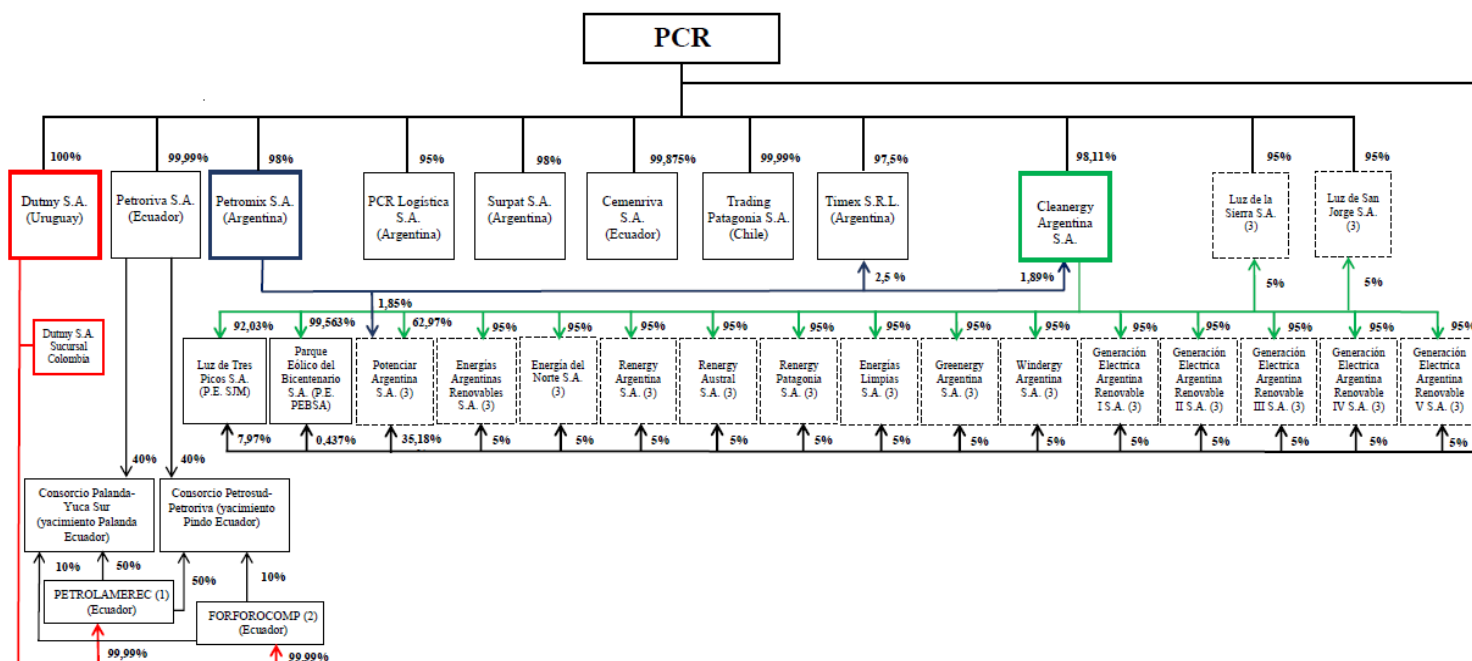 PCR
100%
99,99%
98%
95%
98%
99,875%
99,99%
97,5%
98,11%
95%
95%
Dutmy S.A.
(Uruguay)
Petroriva S.A.
(Ecuador)
Petromix S.A.
(Argentina)
PCR Logística
S.A.
(Argentina)
Surpat S.A.
(Argentina)
Cemenriva
S.A.
(Ecuador)
Trading
Patagonia S.A.
(Chile)
Timex S.R.L.
(Argentina)
Cleanergy
Argentina
S.A.
Luz de la
Sierra S.A.
(3)
Luz de San
Jorge S.A.
(3)
2,5 %
1,89%
5%
5%
1,85%
Dutmy S.A.
Sucursal
Colombia
92,03%
99,563%
62,97%
95%
95%
95%
95%
95%
95%
95%
95%
95%
95%
95%
95%
95%
Luz de Tres
Picos S.A.
(P.E. SJM)
Parque
Eólico del
Bicentenario
S.A. (P.E.
PEBSA)
Potenciar
Argentina
S.A. (3)
Energías
Argentinas
Renovables
S.A. (3)
Energía del
Norte S.A.
(3)
Renergy
Argentina
S.A. (3)
Renergy
Austral S.A.
(3)
Renergy
Patagonia
S.A. (3)
Energías
Limpias
S.A. (3)
Greenergy
Argentina
S.A. (3)
Windergy
Argentina
S.A. (3)
Generación
Electrica
Argentina
Renovable
I S.A. (3)
Generación
Electrica
Argentina
Renovable
II S.A. (3)
Generación
Electrica
Argentina
Renovable
III S.A. (3)
Generación
Electrica
Argentina
Renovable
IV S.A. (3)
Generación
Electrica
Argentina
Renovable
V S.A. (3)
7,97%
0,437%
35,18%
5%
5%
5%
5%
5%
5%
5%
5%
5%
5%
5%
5%
5%
40%
40%
Consorcio Palanda-
Yuca Sur
(yacimiento Palanda
Ecuador)
Consorcio Petrosud-
Petroriva (yacimiento
Pindo Ecuador)
10%
50%
50%
10%
PETROLAMEREC (1)
(Ecuador)
FORFOROCOMP (2)
(Ecuador)
99,99%
99,99%